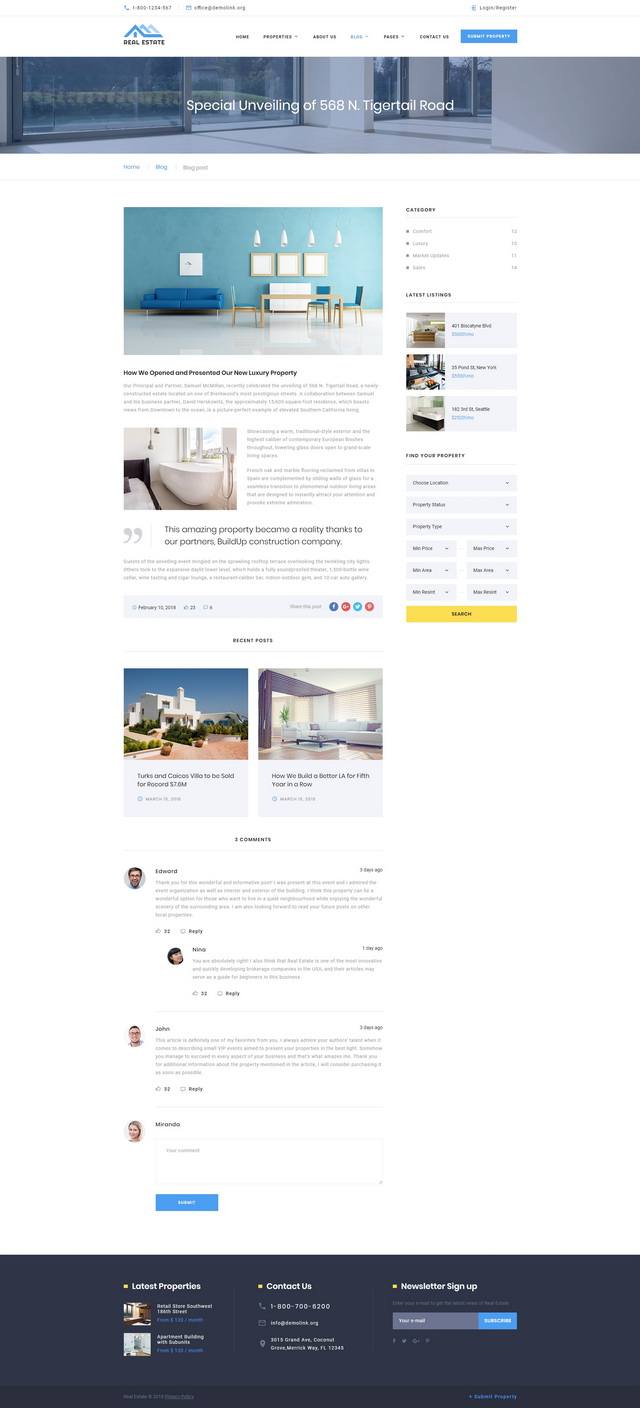 1-800-1234-567
office@demolink.org
Login/Register
REAL ESTATE
HOME
PROPERTIES
ABOUT US
BLOG
PAGES
CONTACT US
SUBMIT PROPERTY
Special Unveiling of 568 N. Tigertail Road
Home
Blog
Blog post
How We Opened and Presented Our New Luxury Property
Our Principal and Partner, Samuel McMillan, recently celebrated the unveiling of 568 N. Tigertail Road, a newly-
constructed estate located on one of Brentwood's most prestigious streets. A collaboration between Samuel
and his business partner, David Herskowits, the approximately 15,600-square-foot residence, which boasts
views from Downtown to the ocean, is a picture-perfect example of elevated Southern California living.
Showcasing a warm, traditional-style exterior and the
highest caliber of contemporary European finishes
throughout, towering glass doors open to grand-scale
living spaces.
French oak and marble flooring reclaimed from villas in
Spain are complemented by sliding walls of glass for a
seamless transition to phenomenal outdoor living areas
that are designed to instantly attract your attention and
provoke extreme admiration.
This amazing property became a reality thanks to
our partners, BuildUp construction company.
Guests of the unveiling event mingled on the sprawling rooftop terrace overlooking the twinkling city lights.
Others took to the expansive daylit lower level, which holds a fully soundproofed theater, 1,300-bottle wine
cellar, wine tasting and cigar lounge, a restaurant-caliber bar, indoor-outdoor gym, and 10-car auto gallery.
February 10, 2018
23
6
Share this post
RECENT POSTS
Turks and Caicos Villa to be Sold
for Record $7.6M
MARCH 15, 2018
How We Build a Better LA for Fifth
Year in a Row
MARCH 15, 2018
3 COMMENTS
Edword
3 days ago
Thank you for this wonderful and informative post! I was present at this event and I admired the
event organization as well as interior and exterior of the building. I think this property can be a
wonderful option for those who want to live in a quiet neighbourhood while enjoying the wonderful
scenery of the surrounding area. I am also looking forward to read your future posts on other
local properties.
32
Reply
Nina
1 day ago
You are absolutely right! I also think that Real Estate is one of the most innovative
and quickly developing brokerage companies in the USA, and their articles may
serve as a guide for beginners in this business.
32
Reply
John
3 days ago
This article is definitely one of my favorites from you. I always admire your authors' talent when it
comes to describing small VIP events aimed to present your properties in the best light. Somehow
you manage to succeed in every aspect of your business and that's what amazes me. Thank you
for additional information about the property mentioned in the article, I will consider purchasing it
as soon as possible.
32
Reply
Miranda
Your comment
SUBMIT
CATEGORY
Comfort
12
Luxury
10
Market Updates
11
Sales
14
LATEST LISTINGS
401 Biscayne Blvd
35 Pond St, New York
182 3rd St, Seattle
FIND YOUR PROPERTY
Choose Location
Property Status
Property Type
Min Price
Max Price
Min Area
Max Area
SEARCH
Latest Properties
Retail Store Southwest
186th Street
From $ 130 / month
Apartment Building
with Subunits
From $ 130 / month
Contact Us
1-800-700-6200
info@demolink.org
3015 Grand Ave, Coconut
Grove,Merrick Way, FL 12345
Newsletter Sign up
Enter your e-mail to get the latest news of Real Estate
Your e-mail
SUBSCRIBE
Real Estate © 2018 Privacy Policy
+ Submit Property